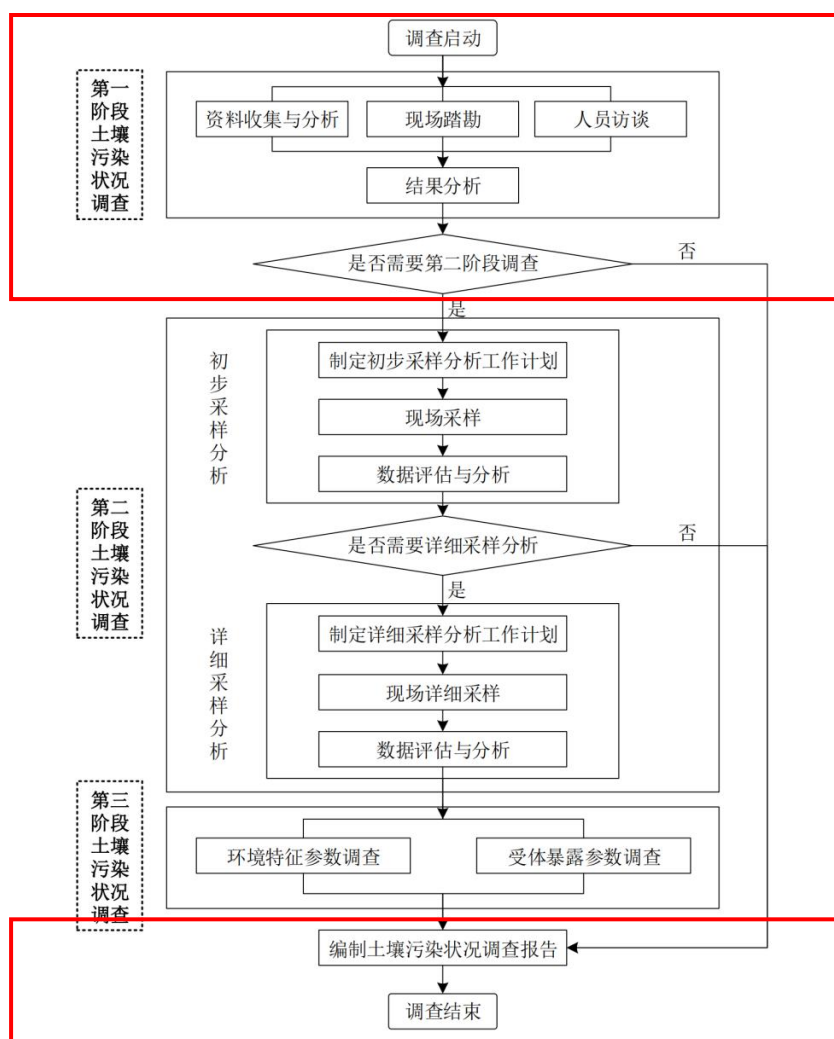 调查启动
第一
阶段
土壤
污染
状况
调查
资料收集与分析
现场踏勘
人员访谈
结果分析
是否需要第二阶段调查
否
是
初
步
采
样
分
析
制定初步采样分析工作计划
现场采样
数据评估与分析
第二
阶段
土壤
污染
状况
调查
是否需要详细采样分析
否
是
详
细
采
样
分
析
制定详细采样分析工作计划
现场详细采样
数据评估与分析
第三
阶段
土壤
污染
状况
调查
环境特征参数调查
受体暴露参数调查
编制土壤污染状况调查报告
调查结束